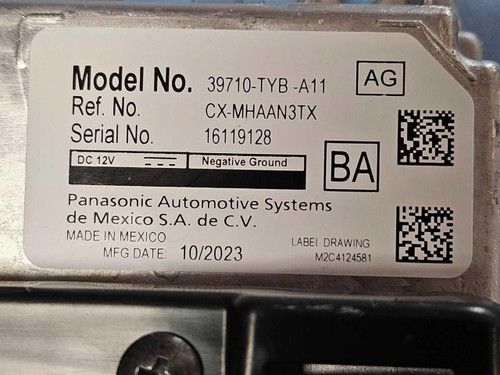 Model No. 39710-TYB -A11 AG
Ref. No. CX-MHAAN3TX
Serial No. 16119128
DC 12V Negative Ground
BA
Panasonic Automotive Systems
de Mexico S.A. de C.V.
MADE IN MEXICO
MFG DATE: 10/2023
LABEL DRAWING
M2C4124581